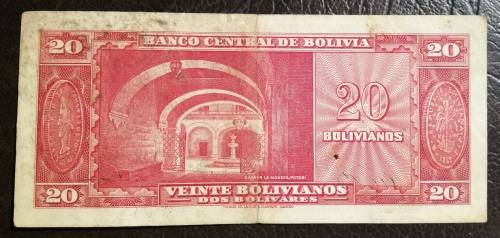 20 BANCO CENTRAL DE BOLIVIA 20
20
BOLIVIANOS
CASA DE LA MONEDA, POTOSI
20 VEINTE BOLIVIANOS 20
DOS BOLIVARES